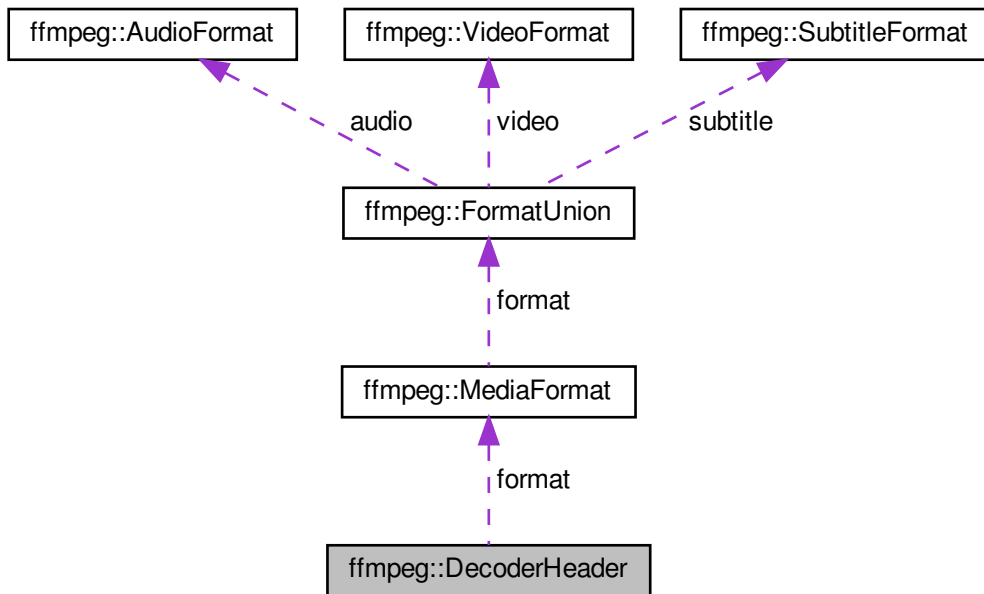 ffmpeg::AudioFormat ffmpeg::VideoFormat ffmpeg::SubtitleFormat
audio video subtitle
ffmpeg::FormatUnion
format
ffmpeg::MediaFormat
format
ffmpeg::DecoderHeader